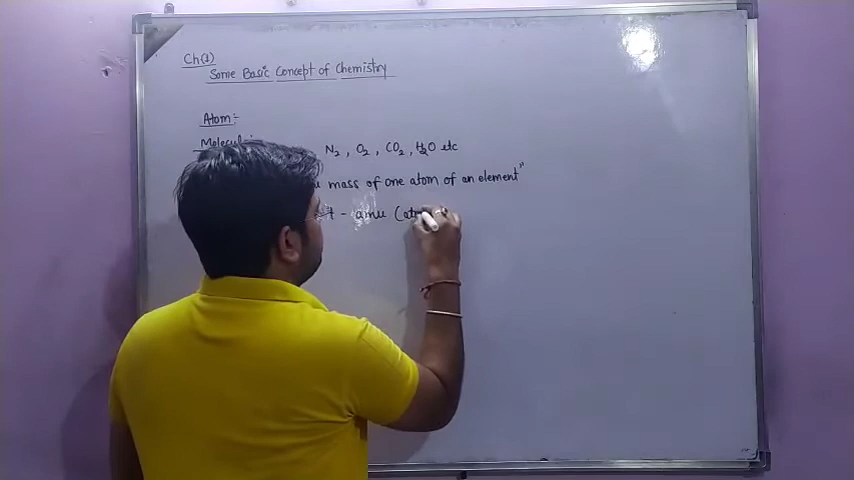 Ch(1)
Some Basic Concept of Chemistry
Atom:-
N2, O2, CO2, H2O etc
mass of one atom of an element"
t - amu (ato